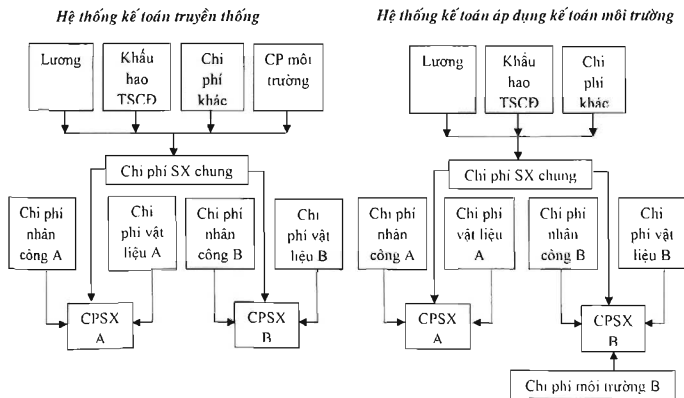 Hệ thống kế toán truyền thống
Lương
Khấu
hao
TSCĐ
Chi
phí
khác
CP môi
trường
Chi phí SX chung
Chi phí
nhân
công A
Chi
phí vật
liệu A
Chi phí
nhân
công B
Chi
phí vật
liệu B
CPSX
A
CPSX
B
Hệ thống kế toán áp dụng kế toán môi trường
Lương
Khấu
hao
TSCĐ
Chi
phí
khác
Chi phí SX chung
Chi phí
nhân
công A
Chi phí
vật liệu
A
Chi phí
nhân
công B
Chi
phí vật
liệu B
CPSX
A
CPSX
B
Chi phí môi trường B